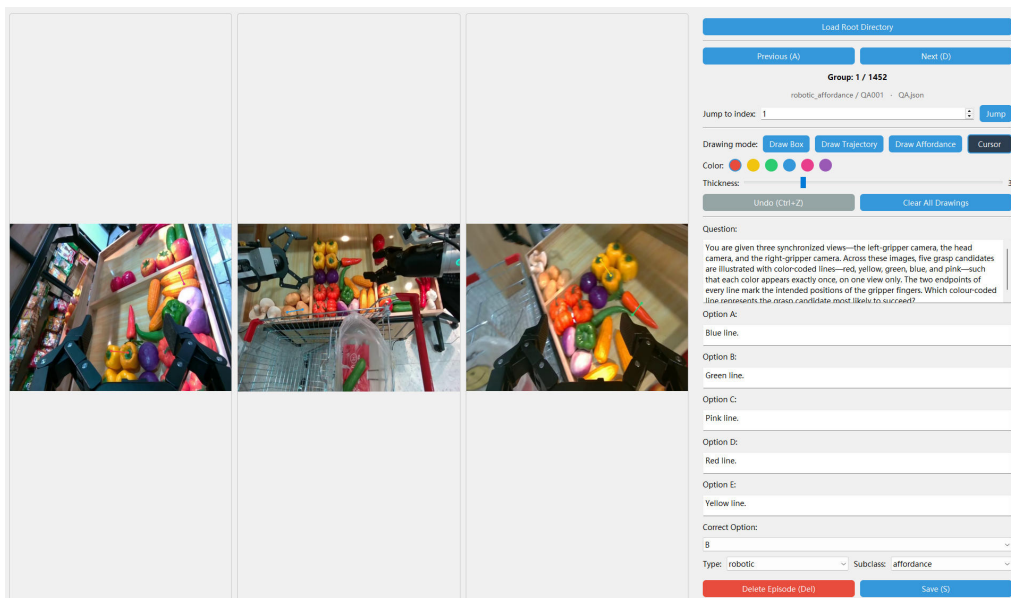 Load Root Directory
Previous (A)
Next (D)
Group: 1 / 1452
robotic_affordance / QA001 · QA.json
Jump to index: 1
Jump
Drawing mode: Draw Box Draw Trajectory Draw Affordance Cursor
Color:
Thickness: 3
Undo (Ctrl+Z)
Clear All Drawings
Question:
You are given three synchronized views—the left-gripper camera, the head
camera, and the right-gripper camera. Across these images, five grasp candidates
are illustrated with color-coded lines—red, yellow, green, blue, and pink—such
that each color appears exactly once, on one view only. The two endpoints of
every line mark the intended positions of the gripper fingers. Which colour-coded
line represents the grasp candidate most likely to succeed?
Option A:
Blue line.
Option B:
Green line.
Option C:
Pink line.
Option D:
Red line.
Option E:
Yellow line.
Correct Option:
B
Type: robotic Subclass: affordance
Delete Episode (Del)
Save (S)